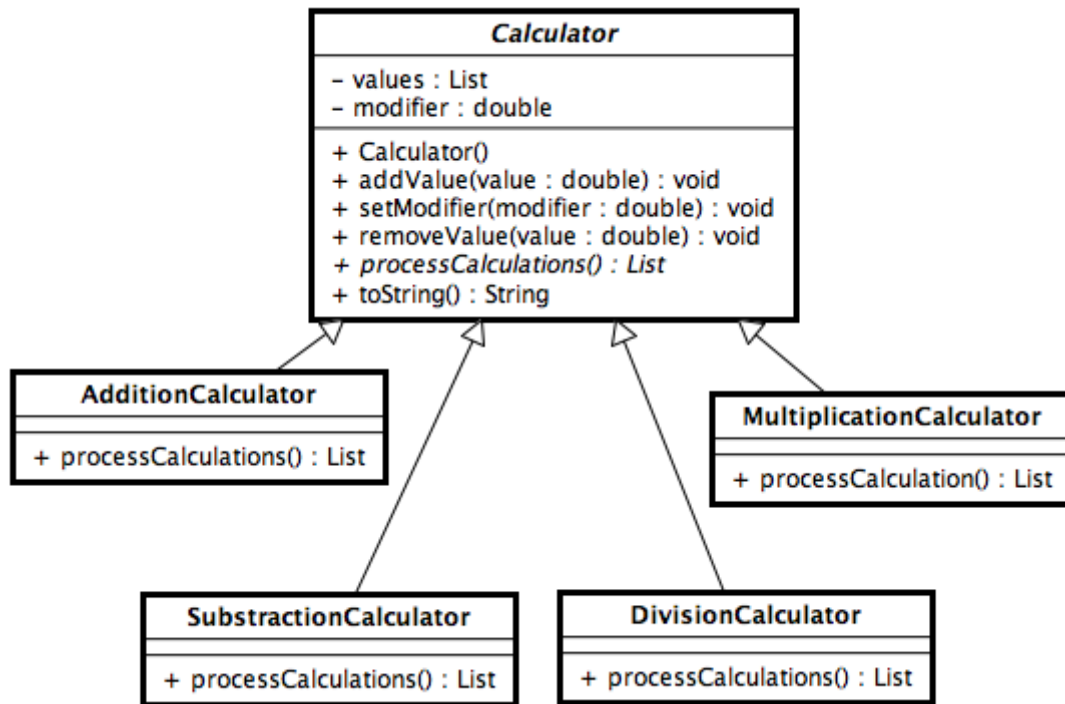 Calculator
- values : List
- modifier : double
+ Calculator()
+ addValue(value : double) : void
+ setModifier(modifier : double) : void
+ removeValue(value : double) : void
+ processCalculations() : List
+ toString() : String
AdditionCalculator
+ processCalculations() : List
MultiplicationCalculator
+ processCalculation() : List
SubstractionCalculator
+ processCalculations() : List
DivisionCalculator
+ processCalculations() : List